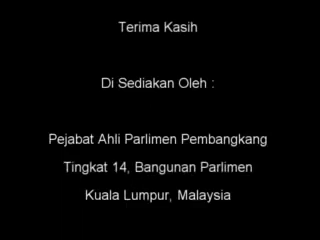 Terima Kasih
Di Sediakan Oleh :
Pejabat Ahli Parlimen Pembangkang
Tingkat 14, Bangunan Parlimen
Kuala Lumpur, Malaysia